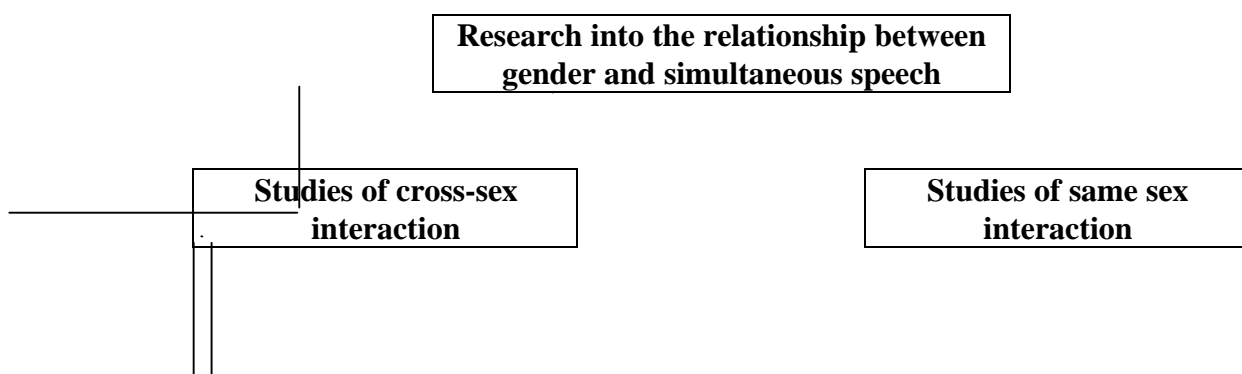 Research into the relationship between
gender and simultaneous speech
Studies of cross-sex
interaction
Studies of same sex
interaction